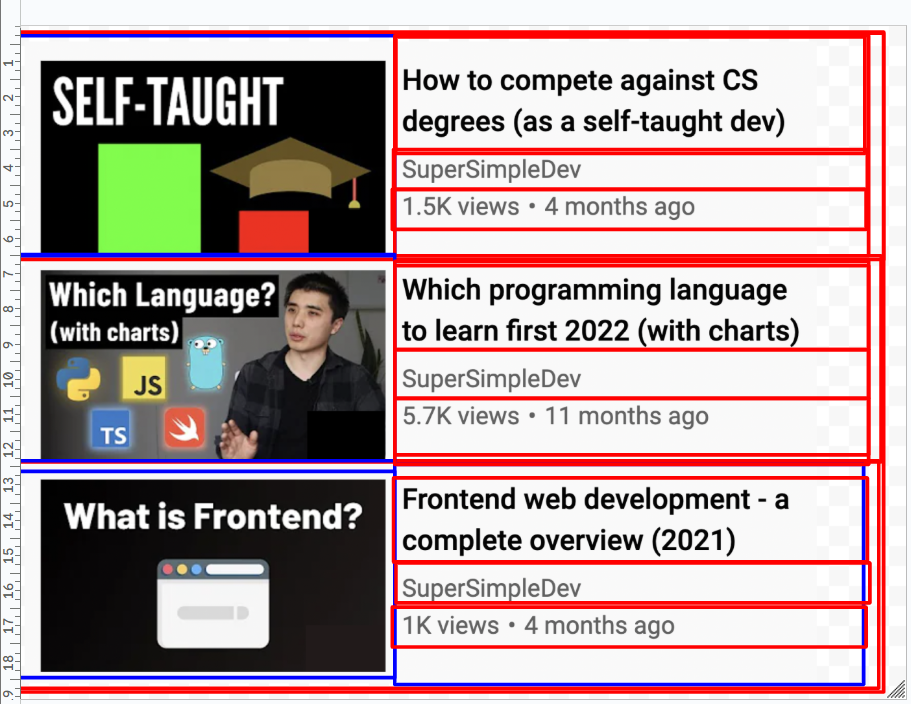 1
2
3
4
5
6
7
8
9
10
11
12
13
14
15
16
17
18
9
SELF-TAUGHT
How to compete against CS
degrees (as a self-taught dev)
SuperSimpleDev
1.5K views • 4 months ago
Which Language?
(with charts)
JS
TS
Which programming language
to learn first 2022 (with charts)
SuperSimpleDev
5.7K views • 11 months ago
What is Frontend?
Frontend web development - a
complete overview (2021)
SuperSimpleDev
1K views • 4 months ago